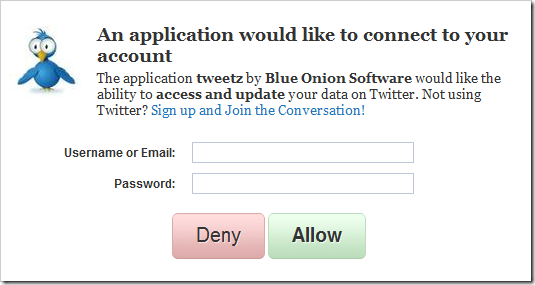 An application would like to connect to your
account
The application tweetz by Blue Onion Software would like the
ability to access and update your data on Twitter. Not using
Twitter? Sign up and Join the Conversation!
Username or Email:
Password:
Deny Allow